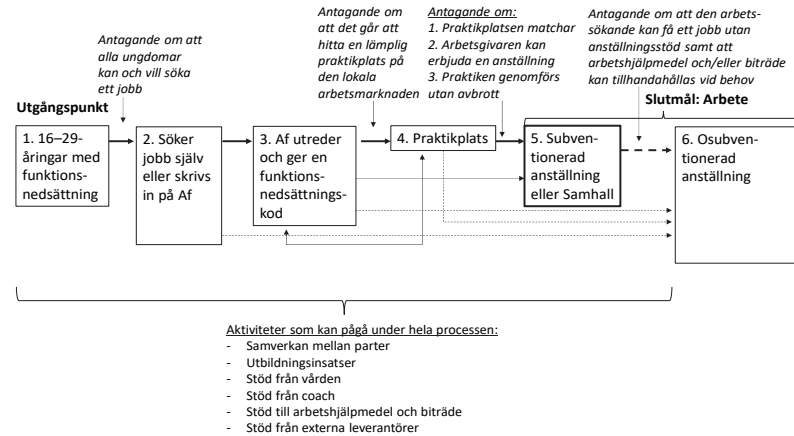 Antagande om att
alla ungdomar
kan och vill söka
ett jobb
Antagande om
att det går att
hitta en lämplig
praktikplats på
den lokala
arbetsmarknaden
Antagande om:
1. Praktikplatsen matchar
2. Arbetsgivaren kan
erbjuda en anställning
3. Praktiken genomförs
utan avbrott
Antagande om att den arbets-
sökande kan få ett jobb utan
anställningsstöd samt att
arbetshjälpmedel och/eller biträde
kan tillhandahållas vid behov
Utgångspunkt
Slutmål: Arbete
1. 16–29-
åringar med
funktions-
nedsättning
2. Söker
jobb själv
eller skrivs
in på Af
3. Af utreder
och ger en
funktions-
nedsättnings-
kod
4. Praktikplats
5. Subven-
tionerad
anställning
eller Samhall
6. Osubven-
tionerad
anställning
Aktiviteter som kan pågå under hela processen:
- Samverkan mellan parter
- Utbildningsinsatser
- Stöd från vården
- Stöd från coach
- Stöd till arbetshjälpmedel och biträde
- Stöd från externa leverantörer